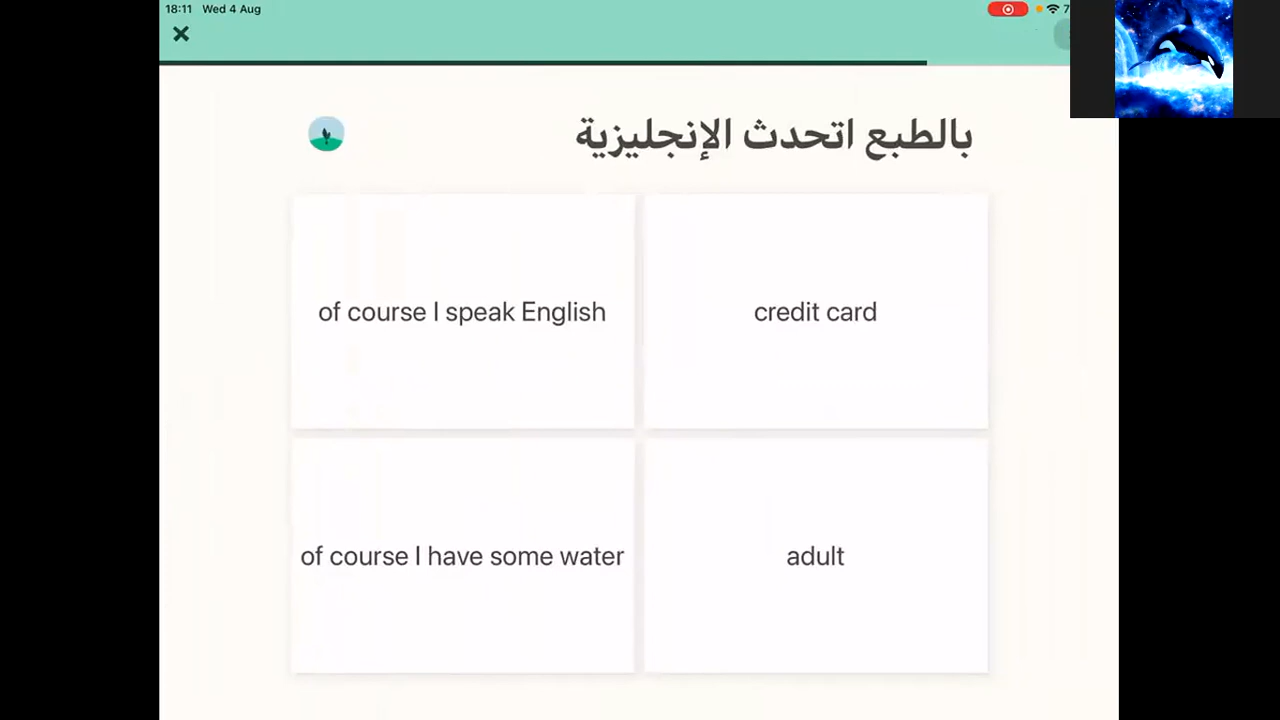 18:11 Wed 4 Aug
بالطبع اتحدث الإنجليزية
of course I speak English
credit card
of course I have some water
adult